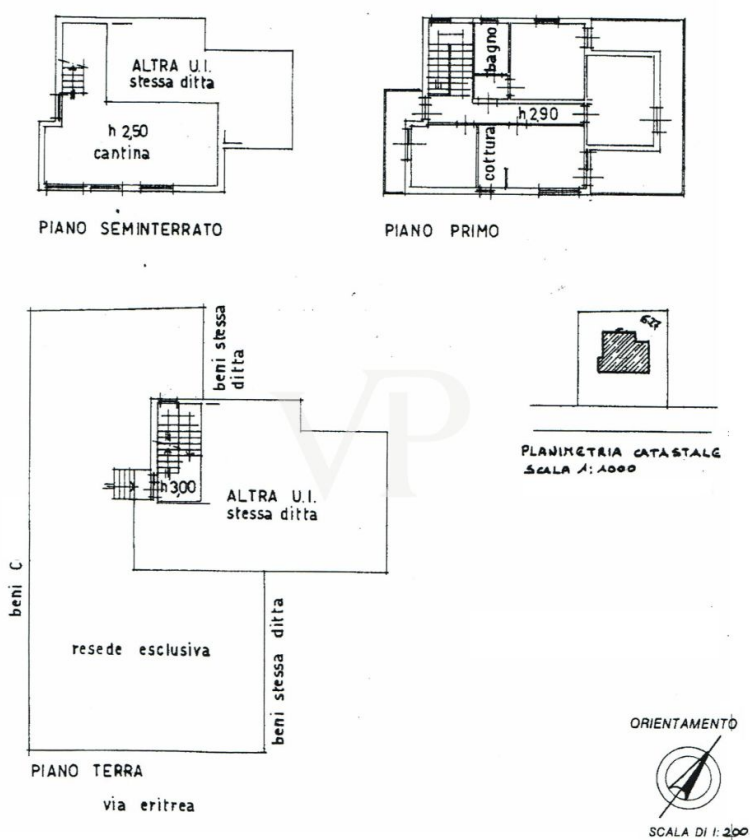 ALTRA U.I.
stessa ditta
h 2,50
cantina
PIANO SEMINTERRATO
bagno
h 2,90
cottura
PIANO PRIMO
beni stessa
ditta
h 3,00
ALTRA U.I.
stessa ditta
beni C
resede esclusiva
beni stessa ditta
PIANO TERRA
via eritrea
VP
627
PLANIMETRIA CATASTALE
SCALA 1:1000
ORIENTAMENTO
SCALA DI 1:200